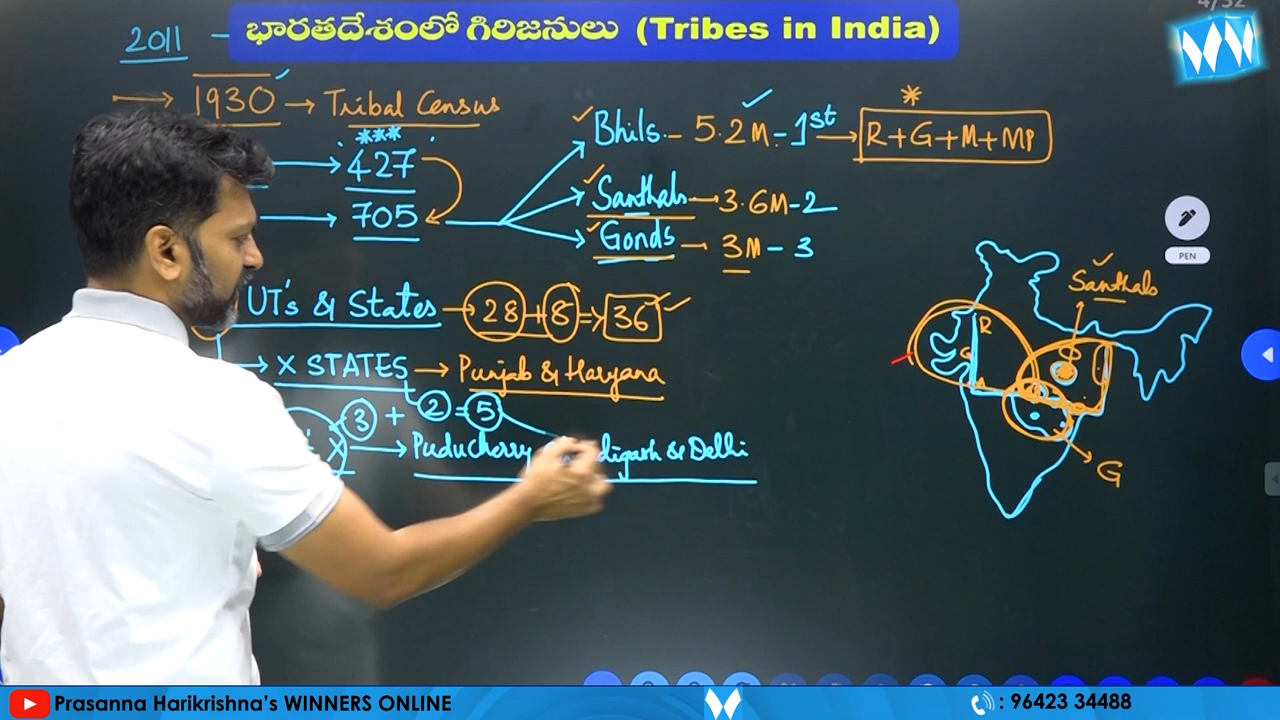 4/32
2011 - భారతదేశంలో గిరిజనులు (Tribes in India)
→ 1930 → Tribal Census
***
→ 427
→ 705
Bhils - 5.2M - 1st → R+G+M+MP
*
Santhals → 3.6M - 2
Gonds → 3M - 3
UT's & States → 28 + 8 => 36
→ X STATES → Punjab & Haryana
3 + 2 = 5
X → Puducherry & Delhi
Santhals
R
G
G
PEN
Prasanna Harikrishna's WINNERS ONLINE
: 96423 34488